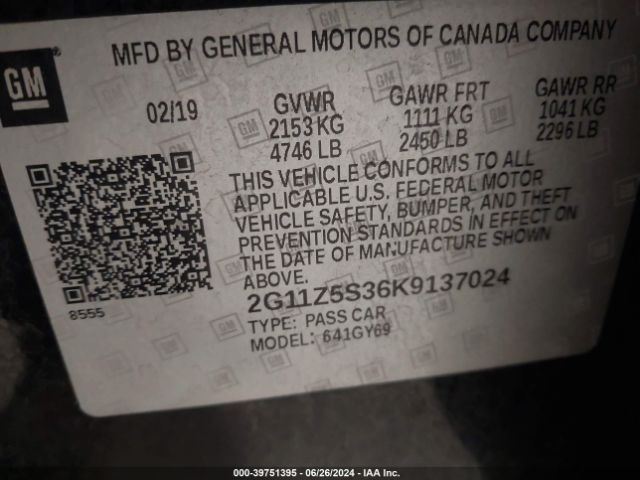 GM
MFD BY GENERAL MOTORS OF CANADA COMPANY
02/19
GVWR
2153 KG
4746 LB
GAWR FRT
1111 KG
2450 LB
GAWR RR
1041 KG
2296 LB
THIS VEHICLE CONFORMS TO ALL
APPLICABLE U.S. FEDERAL MOTOR
VEHICLE SAFETY, BUMPER, AND THEFT
PREVENTION STANDARDS IN EFFECT ON
THE DATE OF MANUFACTURE SHOWN
ABOVE.
8555
2G11Z5S36K9137024
TYPE: PASS CAR
MODEL: 641GY69
000-39751395 - 06/26/2024 - IAA Inc.